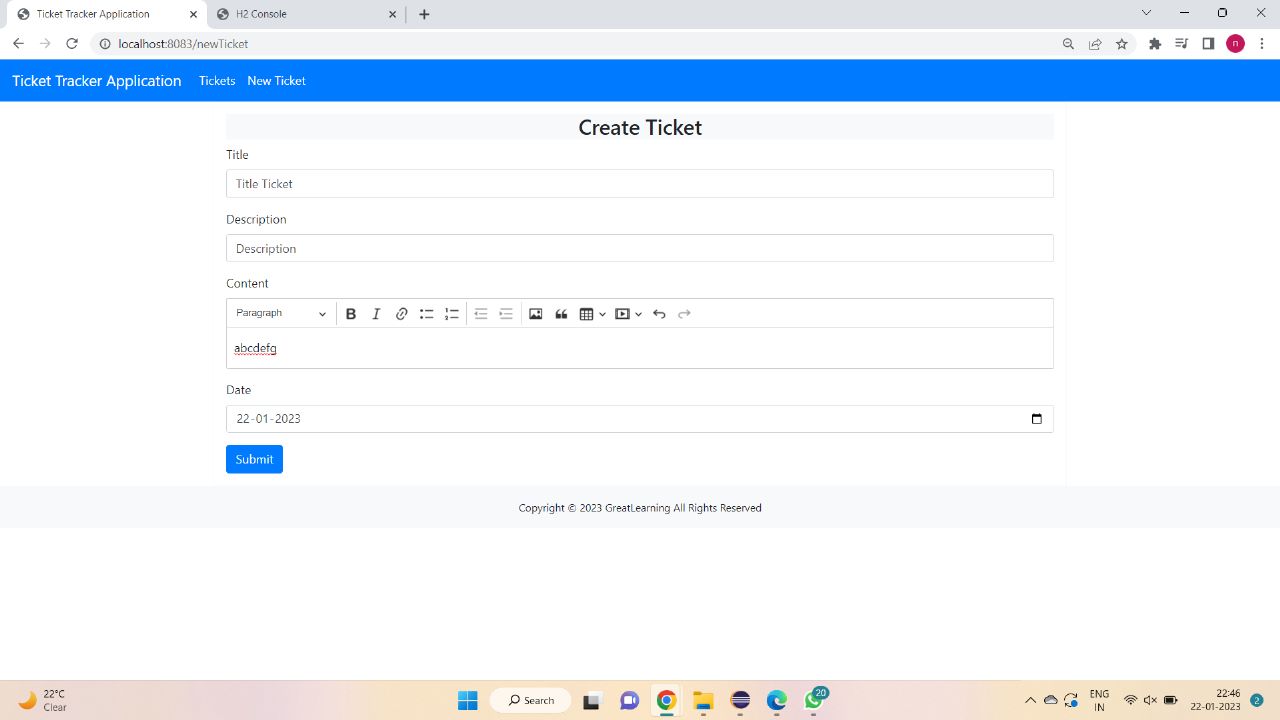 Ticket Tracker Application
H2 Console
localhost:8083/newTicket
n
Ticket Tracker Application Tickets New Ticket
Create Ticket
Title
Title Ticket
Description
Description
Content
Paragraph
abcdefg
Date
22-01-2023
Submit
Copyright © 2023 GreatLearning All Rights Reserved
22°C
Clear
Search
20
ENG
IN
22:46
22-01-2023
2